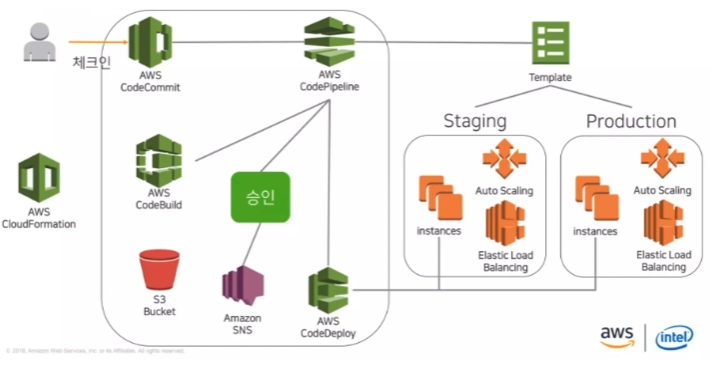 체크인
AWS
CodeCommit
AWS
CodePipeline
Template
Staging
Production
AWS
CodeBuild
승인
AWS
CloudFormation
Auto Scaling
instances
Elastic Load
Balancing
Auto Scaling
instances
Elastic Load
Balancing
S3
Bucket
Amazon
SNS
AWS
CodeDeploy
aws
intel
© 2018, Amazon Web Services, Inc. or its Affiliates. All rights reserved.